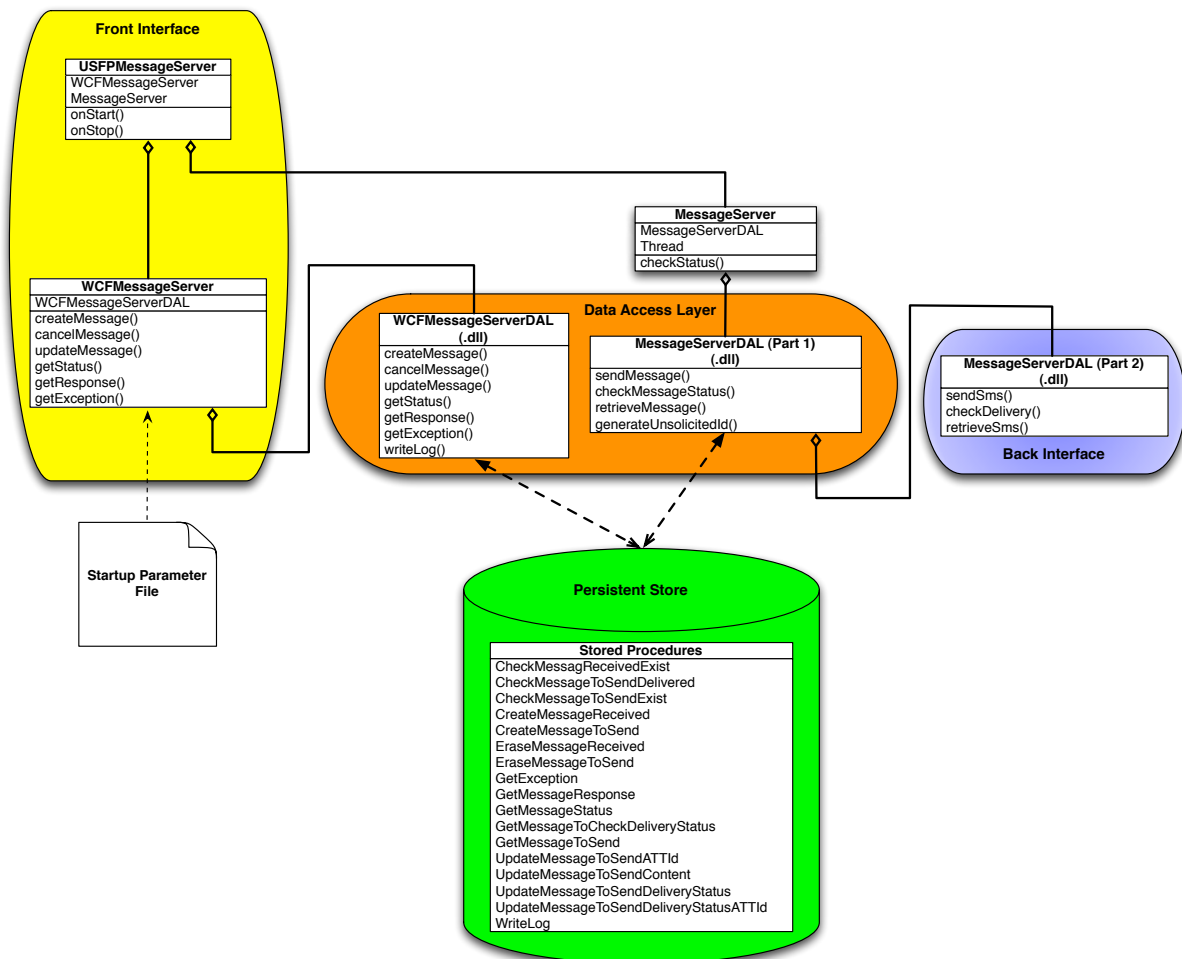 Front Interface
USFPMessageServer
WCFMessageServer
MessageServer
onStart()
onStop()
MessageServer
MessageServerDAL
Thread
checkStatus()
WCFMessageServer
WCFMessageServerDAL
createMessage()
cancelMessage()
updateMessage()
getStatus()
getResponse()
getException()
Data Access Layer
WCFMessageServerDAL
(.dll)
createMessage()
cancelMessage()
updateMessage()
getStatus()
getResponse()
getException()
writeLog()
MessageServerDAL (Part 1)
(.dll)
sendMessage()
checkMessageStatus()
retrieveMessage()
generateUnsolicitedId()
MessageServerDAL (Part 2)
(.dll)
sendSms()
checkDelivery()
retrieveSms()
Back Interface
Startup Parameter
File
Persistent Store
Stored Procedures
CheckMessagReceivedExist
CheckMessageToSendDelivered
CheckMessageToSendExist
CreateMessageReceived
CreateMessageToSend
EraseMessageReceived
EraseMessageToSend
GetException
GetMessageResponse
GetMessageStatus
GetMessageToCheckDeliveryStatus
GetMessageToSend
UpdateMessageToSendATTId
UpdateMessageToSendContent
UpdateMessageToSendDeliveryStatus
UpdateMessageToSendDeliveryStatusATTId
WriteLog